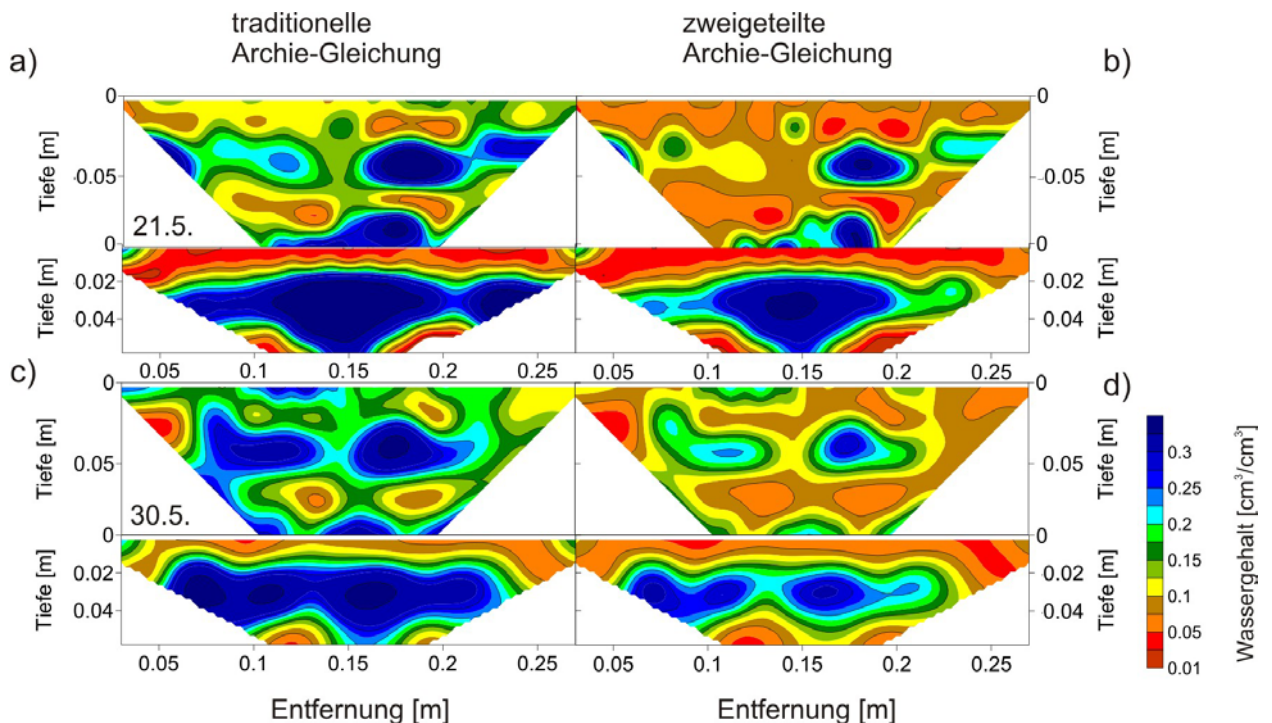 traditionelle
Archie-Gleichung
zweigeteilte
Archie-Gleichung
a)
b)
0
0.05
0
Tiefe [m]
21.5.
0
0.05
0
Tiefe [m]
0.02
0.04
Tiefe [m]
0.02
0.04
Tiefe [m]
0.05 0.1 0.15 0.2 0.25
0.05 0.1 0.15 0.2 0.25
c)
d)
0
0.05
0
Tiefe [m]
30.5.
0
0.05
0
Tiefe [m]
0.02
0.04
Tiefe [m]
0.02
0.04
Tiefe [m]
0.05 0.1 0.15 0.2 0.25
0.05 0.1 0.15 0.2 0.25
Entfernung [m]
Entfernung [m]
0.3
0.25
0.2
0.15
0.1
0.05
0.01
Wassergehalt [cm³/cm³]